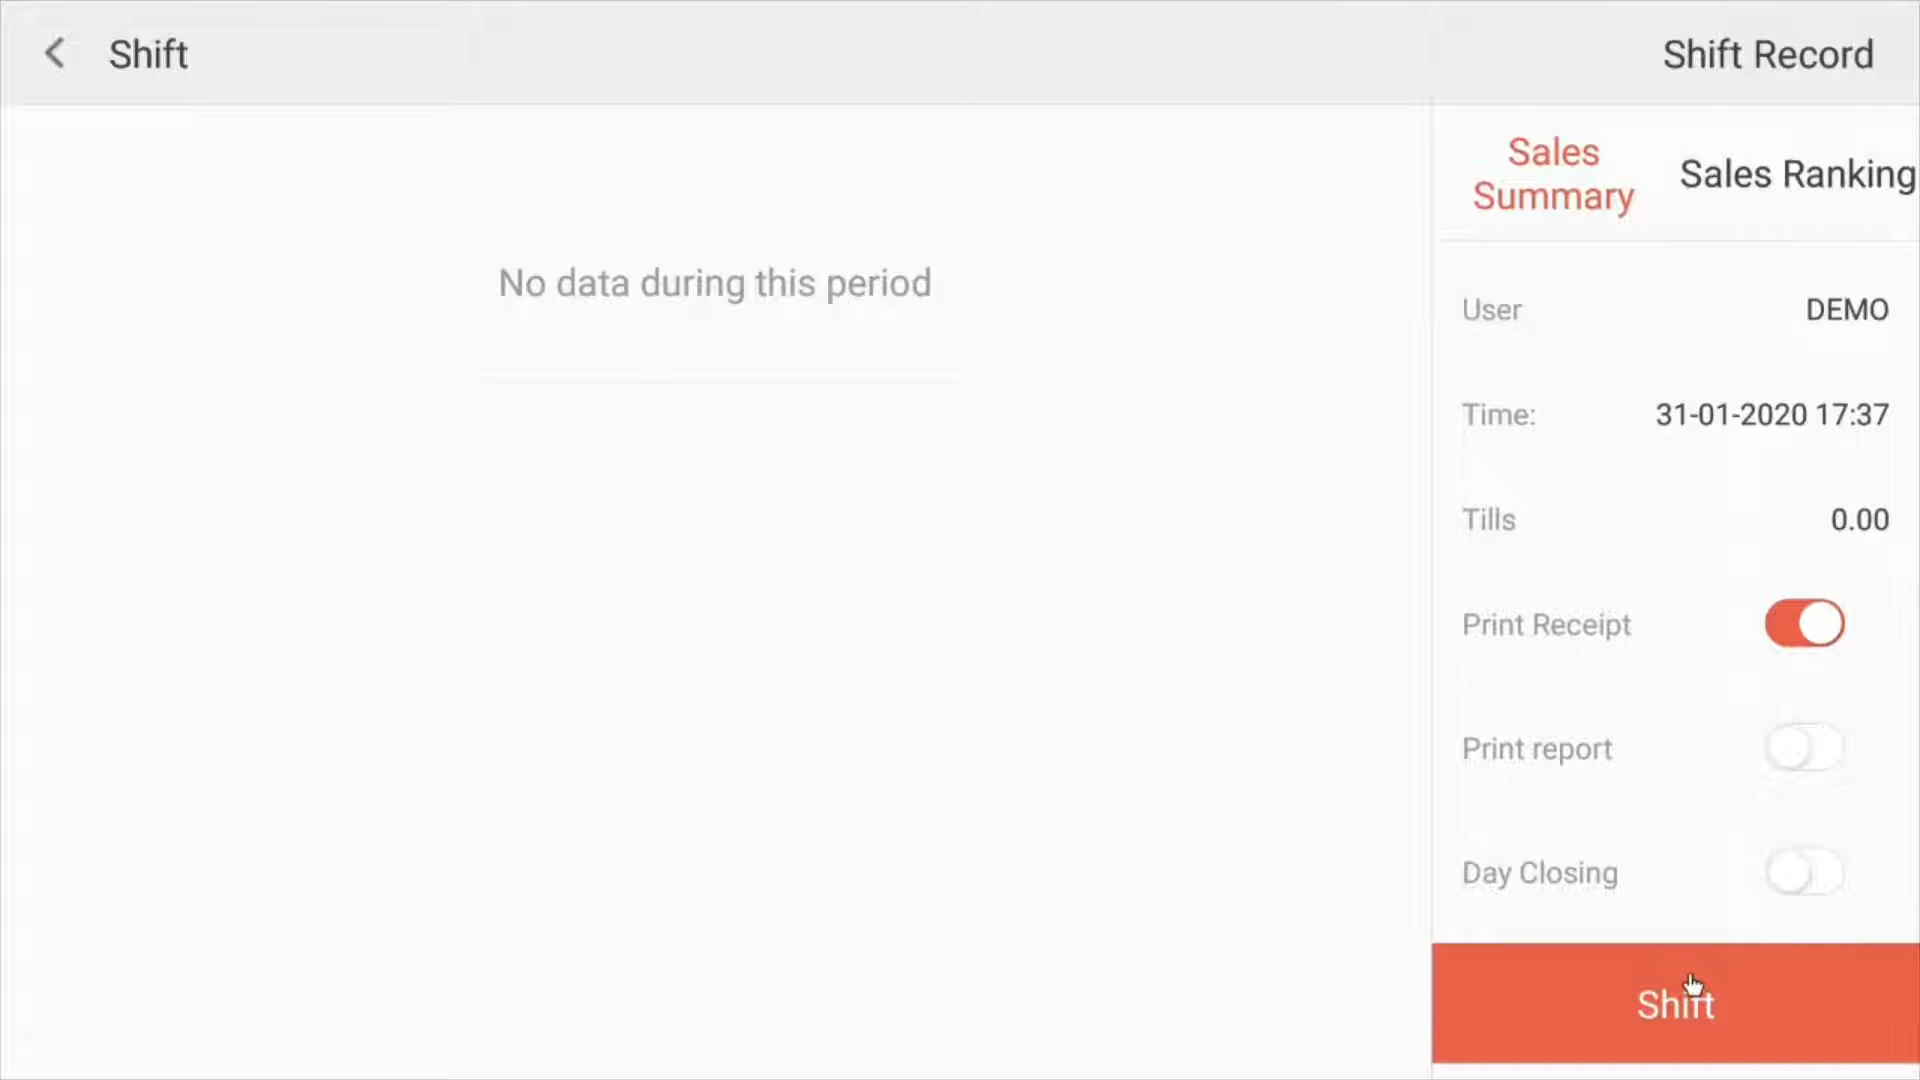 Shift
Shift Record
Sales
Summary
Sales Ranking
No data during this period
User DEMO
Time: 31-01-2020 17:37
Tills 0.00
Print Receipt
Print report
Day Closing
Shift